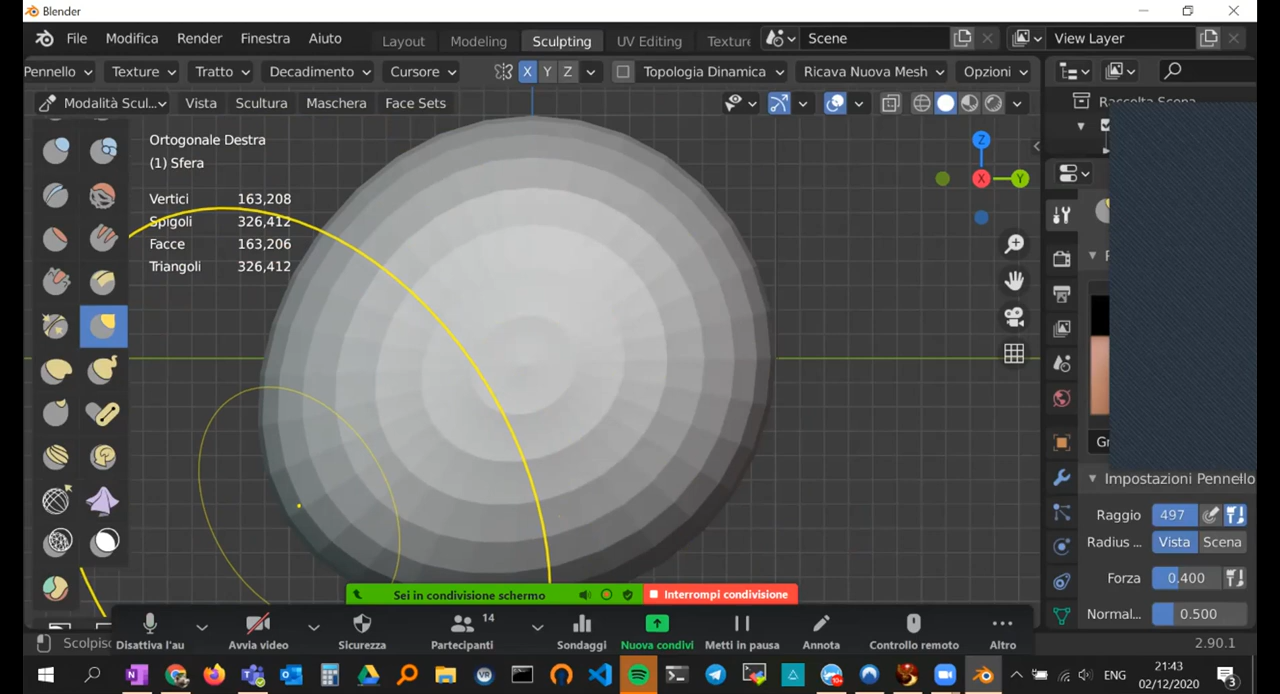 Blender
File Modifica Render Finestra Aiuto Layout Modeling Sculpting UV Editing Texture Scene View Layer
Pennello Texture Tratto Decadimento Cursore X Y Z Topologia Dinamica Ricava Nuova Mesh Opzioni
Modalità Scul... Vista Scultura Maschera Face Sets
Raccolta Scena
Ortogonale Destra
(1) Sfera
Vertici 163,208
Spigoli 326,412
Facce 163,206
Triangoli 326,412
Z
X Y
Gr
Impostazioni Pennello
Raggio 497
Radius ... Vista Scena
Forza 0.400
Normal... 0.500
Sei in condivisione schermo Interrompi condivisione
14
Scolpisc
Disattiva l'au Avvia video Sicurezza Partecipanti Sondaggi Nuova condivi Metti in pausa Annota Controllo remoto Altro
2.90.1
ENG
21:43
02/12/2020
3